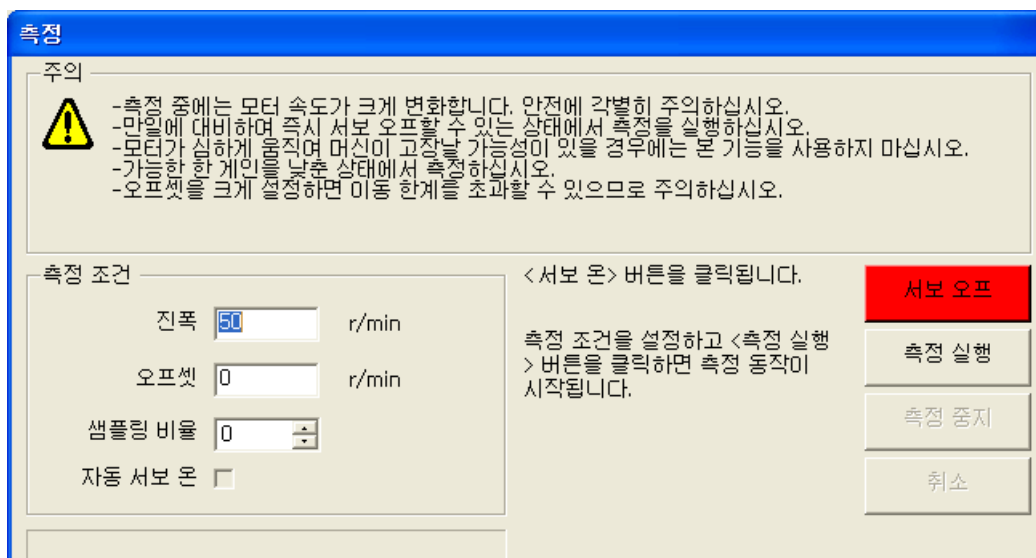 측정
주의
-측정 중에는 모터 속도가 크게 변화합니다. 안전에 각별히 주의하십시오.
-만일에 대비하여 즉시 서보 오프할 수 있는 상태에서 측정을 실행하십시오.
-모터가 심하게 움직여 머신이 고장날 가능성이 있을 경우에는 본 기능을 사용하지 마십시오.
-가능한 한 게인을 낮춘 상태에서 측정하십시오.
-오프셋을 크게 설정하면 이동 한계를 초과할 수 있으므로 주의하십시오.
측정 조건
진폭 50 r/min
오프셋 0 r/min
샘플링 비율 0
자동 서보 온
<서보 온> 버튼을 클릭됩니다.
측정 조건을 설정하고 <측정 실행
> 버튼을 클릭하면 측정 동작이
시작됩니다.
서보 오프
측정 실행
측정 중지
취소